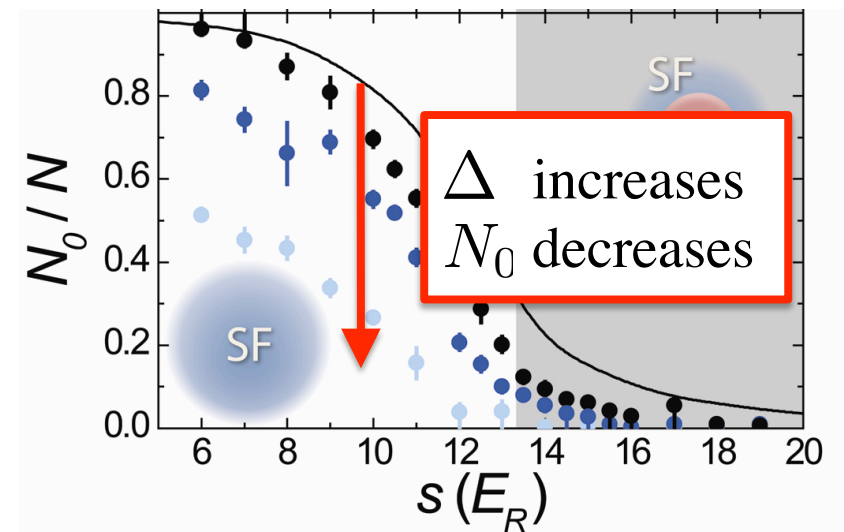 0.8
0.6
0.4
0.2
0.0
N₀ / N
SF
SF
Δ increases
N₀ decreases
6 8 10 12 14 16 18 20
s (E_R)